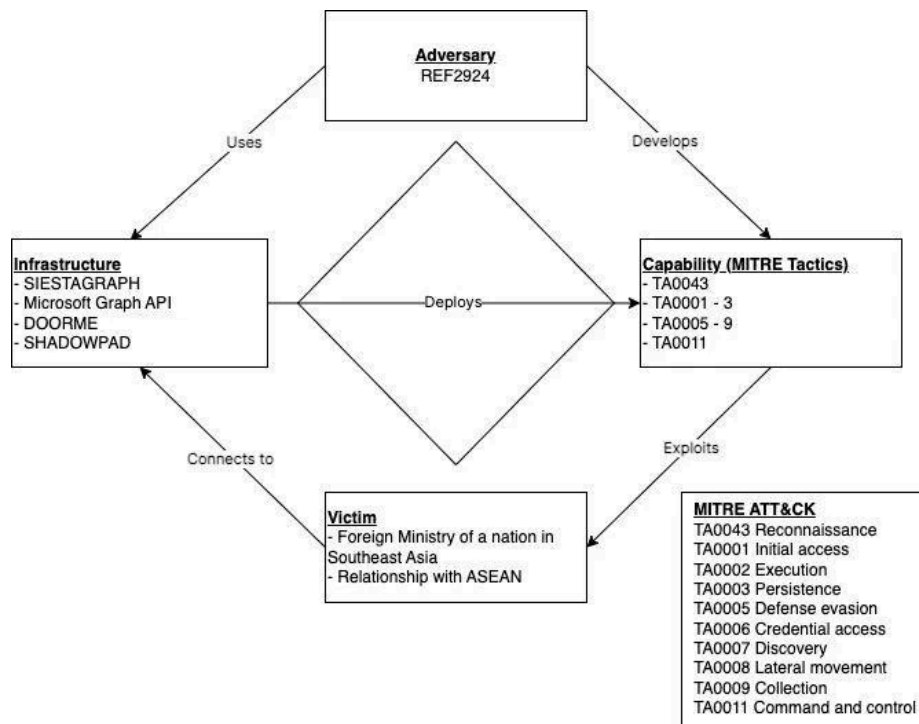 Adversary
REF2924
Uses
Develops
Infrastructure
- SIESTAGRAPH
- Microsoft Graph API
- DOORME
- SHADOWPAD
Deploys
Capability (MITRE Tactics)
- TA0043
- TA0001 - 3
- TA0005 - 9
- TA0011
Connects to
Exploits
Victim
- Foreign Ministry of a nation in
Southeast Asia
- Relationship with ASEAN
MITRE ATT&CK
TA0043 Reconnaissance
TA0001 Initial access
TA0002 Execution
TA0003 Persistence
TA0005 Defense evasion
TA0006 Credential access
TA0007 Discovery
TA0008 Lateral movement
TA0009 Collection
TA0011 Command and control